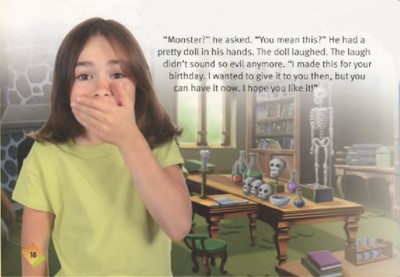 “Monster?” he asked. “You mean this?” He had a
pretty doll in his hands. The doll laughed. The laugh
didn’t sound so evil anymore. “I made this for your
birthday. I wanted to give it to you then, but you
can have it now. I hope you like it!”
18